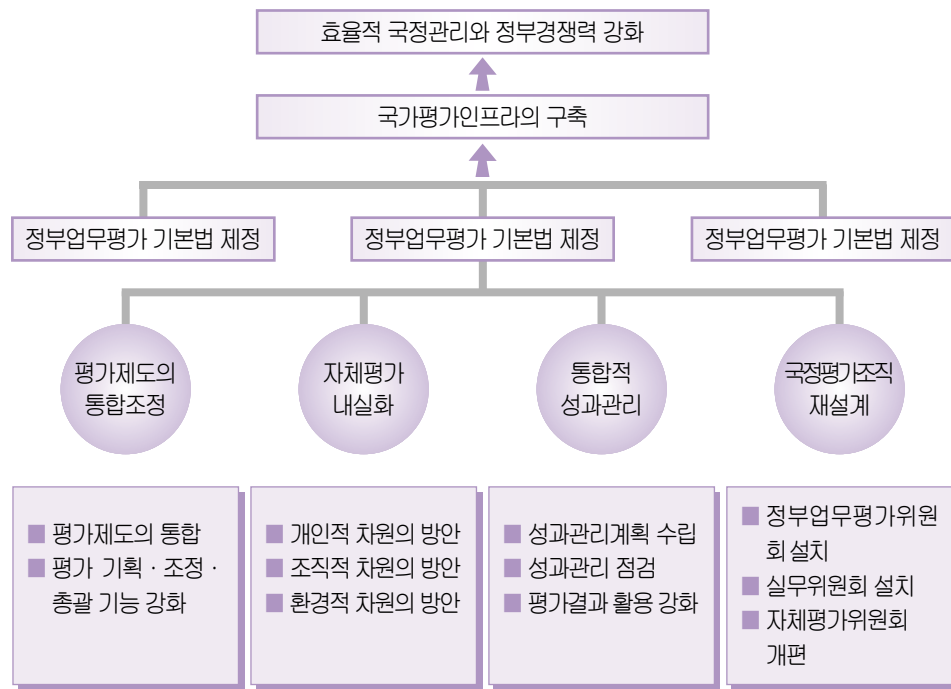 효율적 국정관리와 정부경쟁력 강화
국가평가인프라의 구축
정부업무평가 기본법 제정
정부업무평가 기본법 제정
정부업무평가 기본법 제정
평가제도의
통합조정
자체평가
내실화
통합적
성과관리
국정평가조직
재설계
■ 평가제도의 통합
■ 평가 기획 · 조정 ·
총괄 기능 강화
■ 개인적 차원의 방안
■ 조직적 차원의 방안
■ 환경적 차원의 방안
■ 성과관리계획 수립
■ 성과관리 점검
■ 평가결과 활용 강화
■ 정부업무평가위원
회 설치
■ 실무위원회 설치
■ 자체평가위원회
개편